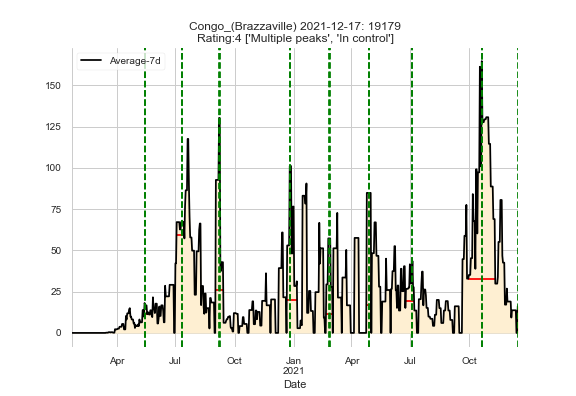 Congo_(Brazzaville) 2021-12-17: 19179
Rating:4 ['Multiple peaks', 'In control']
Average-7d
150
125
100
75
50
25
0
Apr Jul Oct Jan Apr Jul Oct
2021
Date